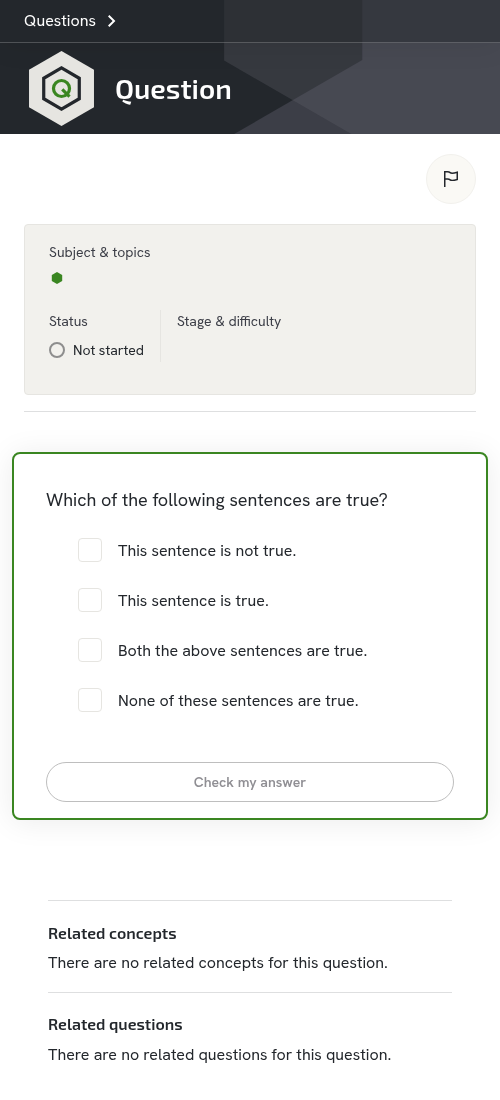 Questions
Question
Subject & topics
Status
Stage & difficulty
Not started
Which of the following sentences are true?
This sentence is not true.
This sentence is true.
Both the above sentences are true.
None of these sentences are true.
Check my answer
Related concepts
There are no related concepts for this question.
Related questions
There are no related questions for this question.